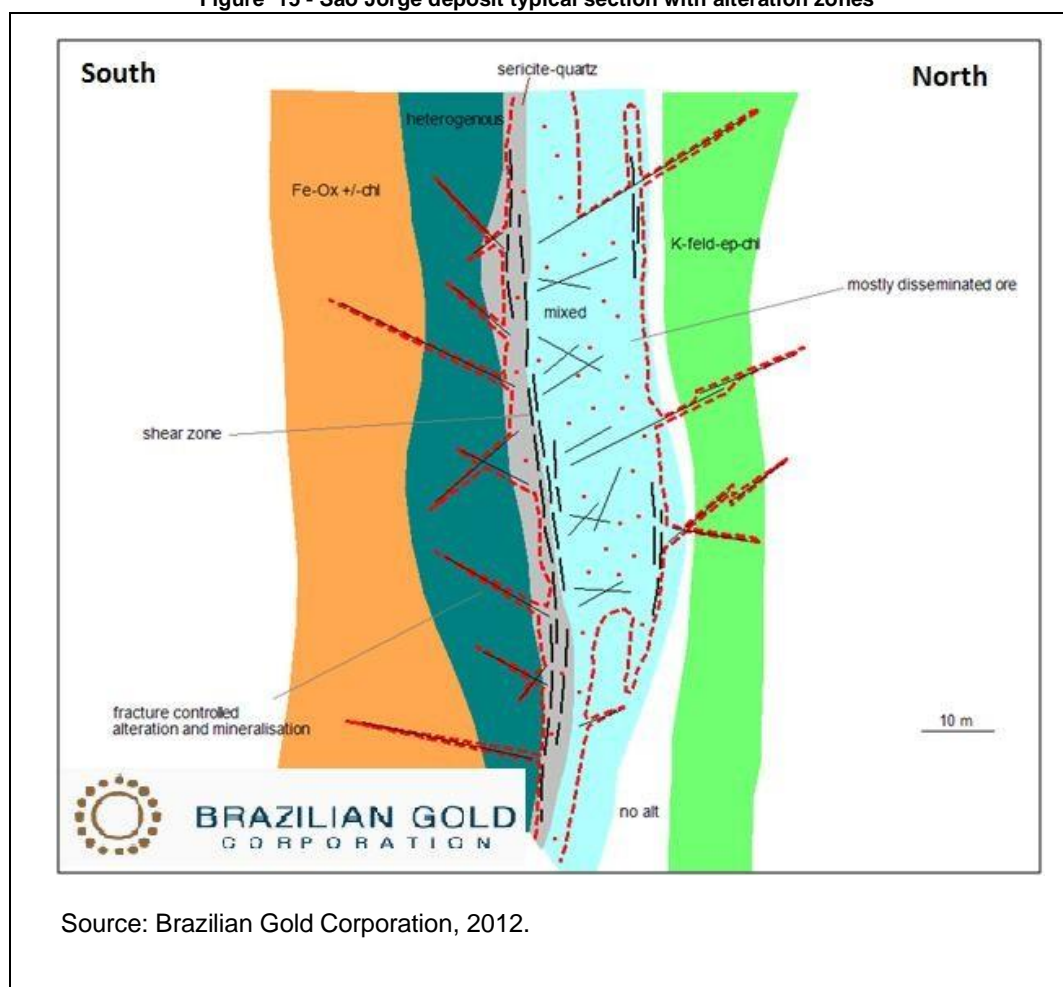 Figure 15 - São Jorge deposit typical section with alteration zones
South
sericite-quartz
North
heterogenous
Fe-Ox +/-chl
K-feld-ep-chl
mostly disseminated ore
mixed
shear zone
fracture controlled
alteration and mineralisation
10 m
no alt
BRAZILIAN GOLD
CORPORATION
Source: Brazilian Gold Corporation, 2012.